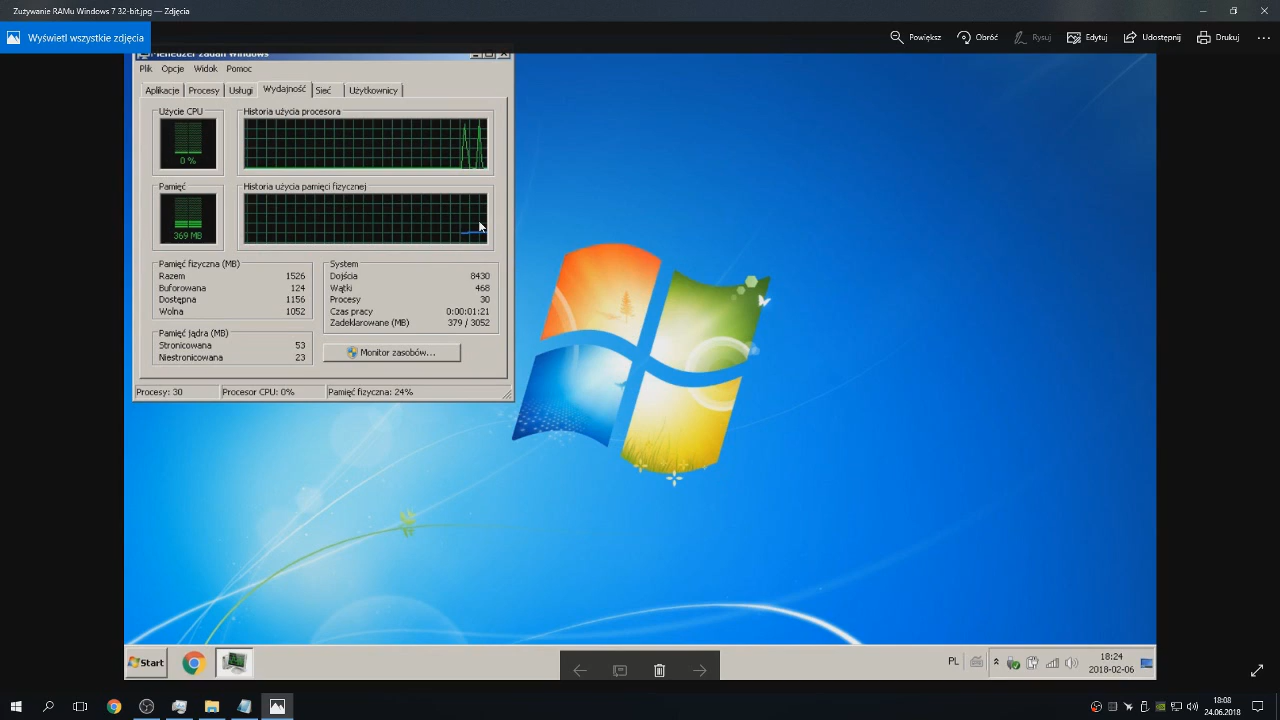 Zużywanie RAMu Windows 7 32-bit.jpg — Zdjęcia
Wyświetl wszystkie zdjęcia
Powiększ
Obróć
Rysuj
Edytuj
Udostępnij
Drukuj
Menedżer zadań Windows
Plik Opcje Widok Pomoc
Aplikacje Procesy Usługi Wydajność Sieć Użytkownicy
Użycie CPU
0 %
Historia użycia procesora
Pamięć
369 MB
Historia użycia pamięci fizycznej
Pamięć fizyczna (MB)
Razem 1526
Buforowana 124
Dostępna 1156
Wolna 1052
Pamięć jądra (MB)
Stronicowana 53
Niestronicowana 23
System
Dojścia 8430
Wątki 468
Procesy 30
Czas pracy 0:00:01:21
Zadeklarowane (MB) 379 / 3052
Monitor zasobów...
Procesy: 30 Procesor CPU: 0% Pamięć fizyczna: 24%
Start
PL
18:24
2018-02-06
18:08
24.06.2018